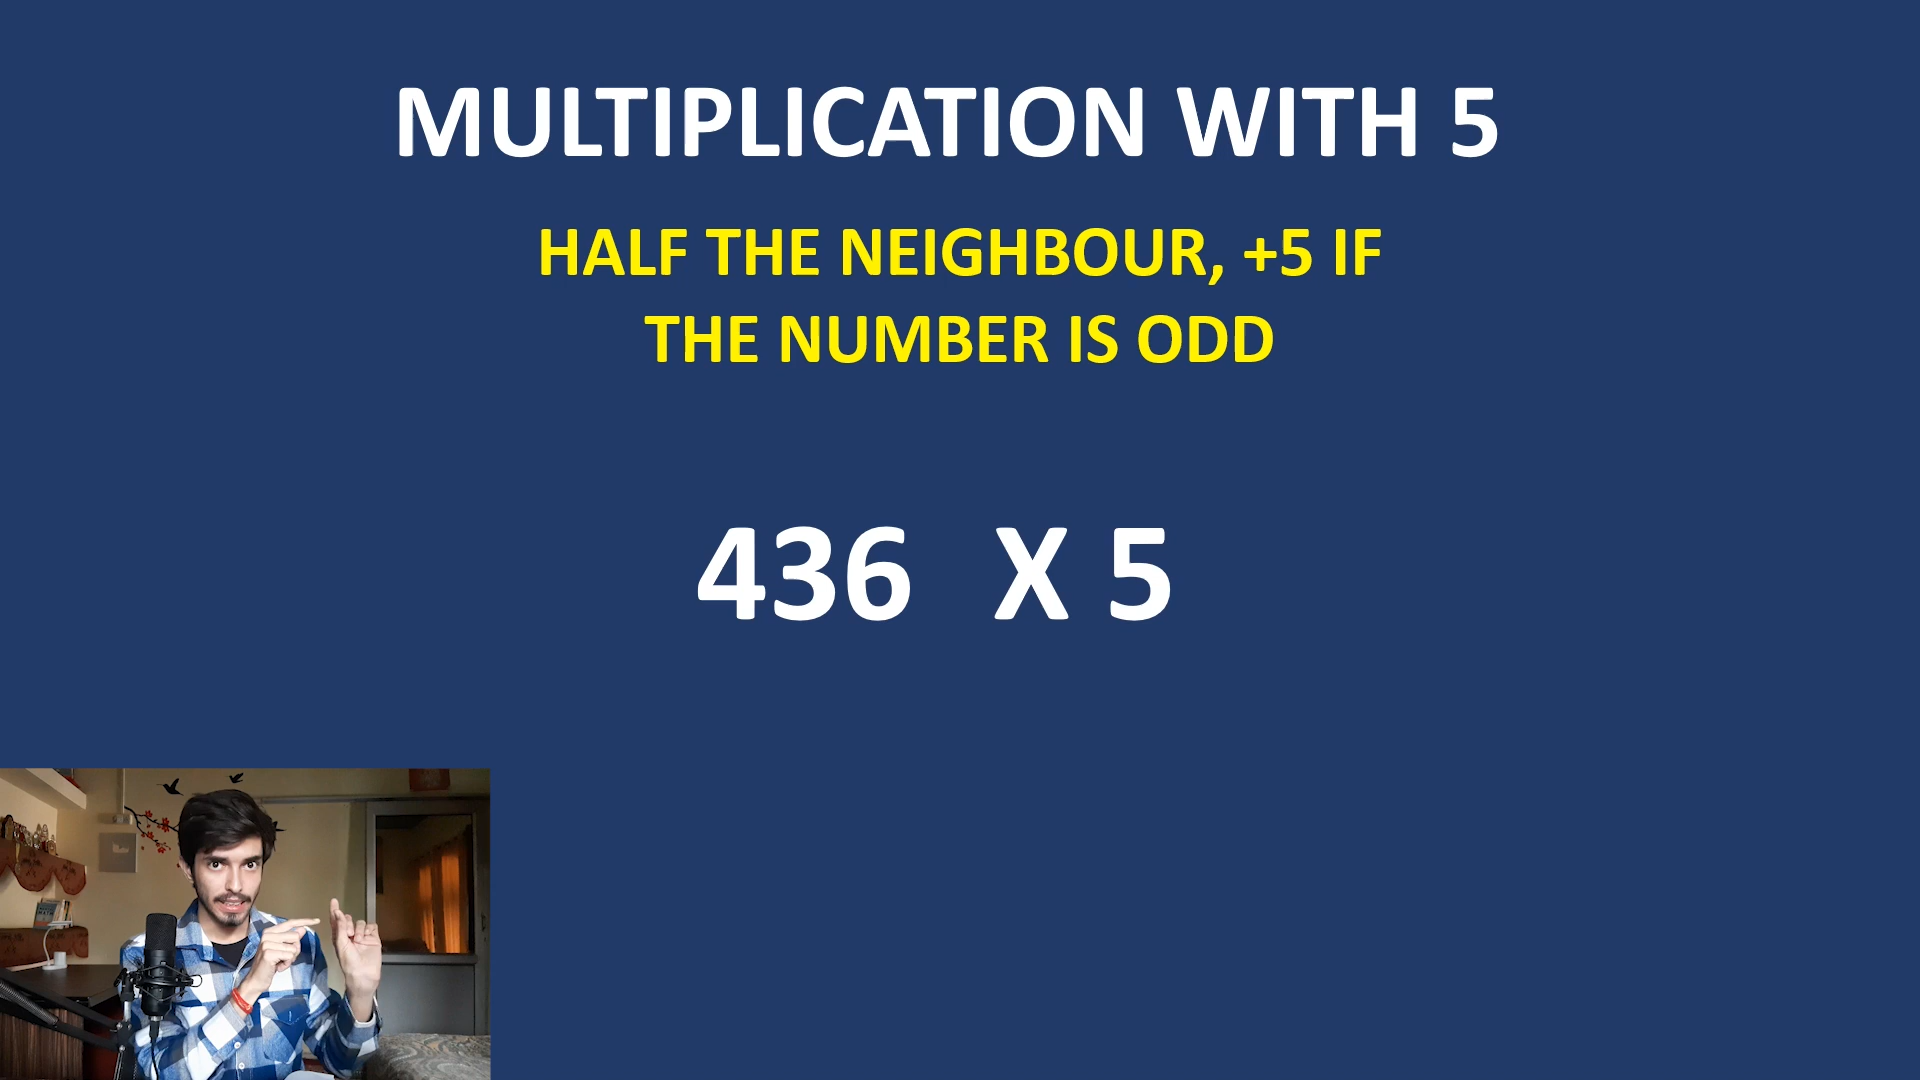 MULTIPLICATION WITH 5
HALF THE NEIGHBOUR, +5 IF
THE NUMBER IS ODD
436 X 5